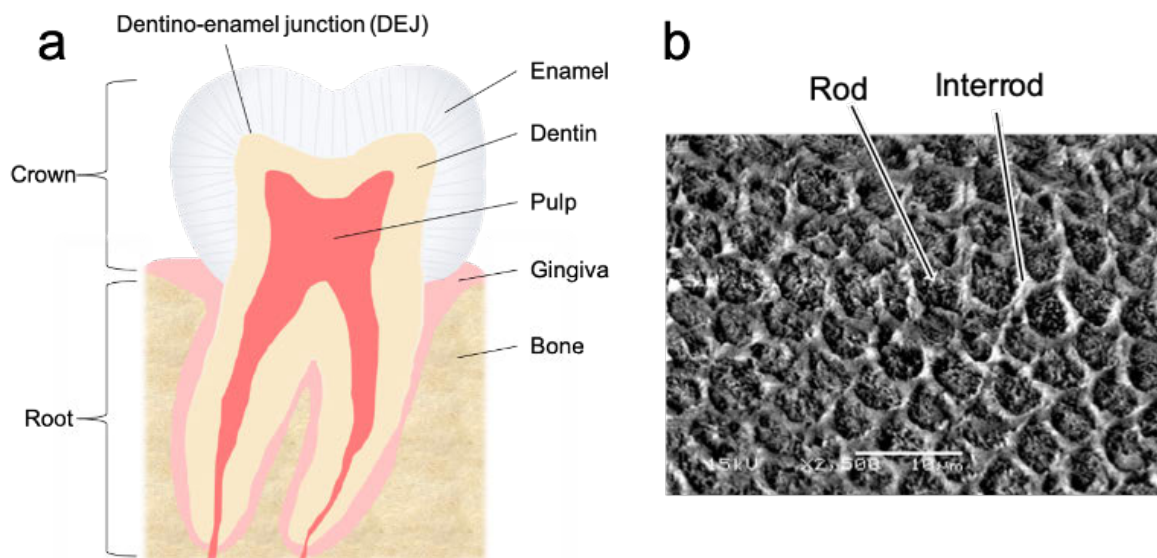 a
Dentino-enamel junction (DEJ)
Enamel
Dentin
Crown
Pulp
Gingiva
Bone
Root
b
Rod
Interrod
15kU X2,500 10µm